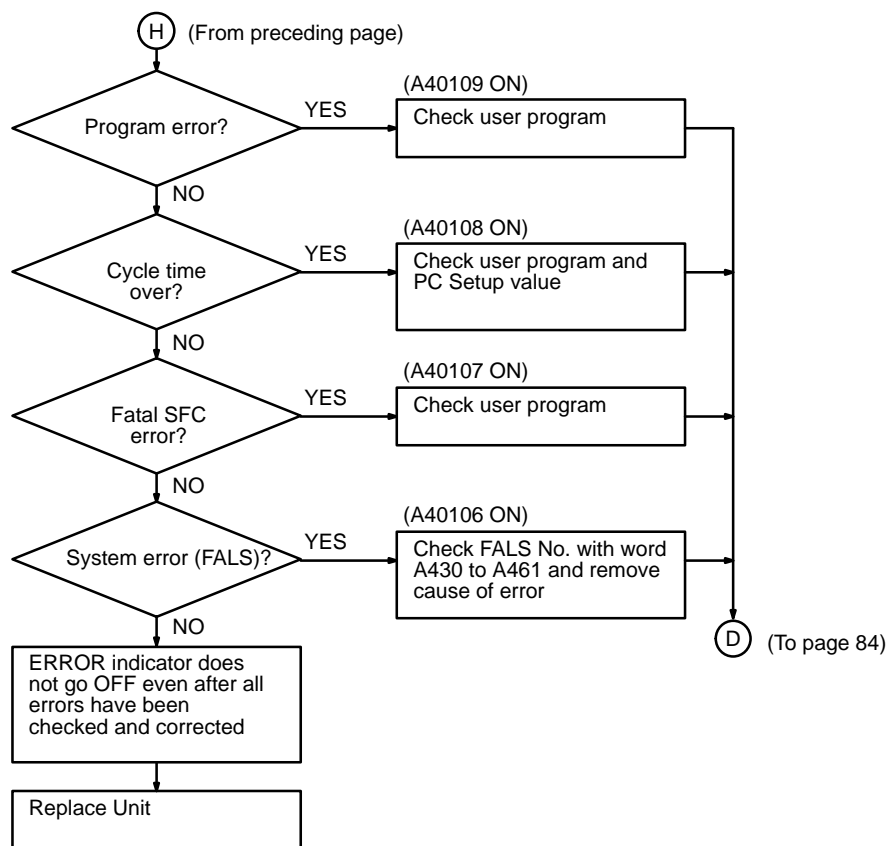 H (From preceding page)
(A40109 ON)
Program error?
YES
Check user program
NO
(A40108 ON)
Cycle time
over?
YES
Check user program and
PC Setup value
NO
(A40107 ON)
Fatal SFC
error?
YES
Check user program
NO
(A40106 ON)
System error (FALS)?
YES
Check FALS No. with word
A430 to A461 and remove
cause of error
NO
D (To page 84)
ERROR indicator does
not go OFF even after all
errors have been
checked and corrected
Replace Unit